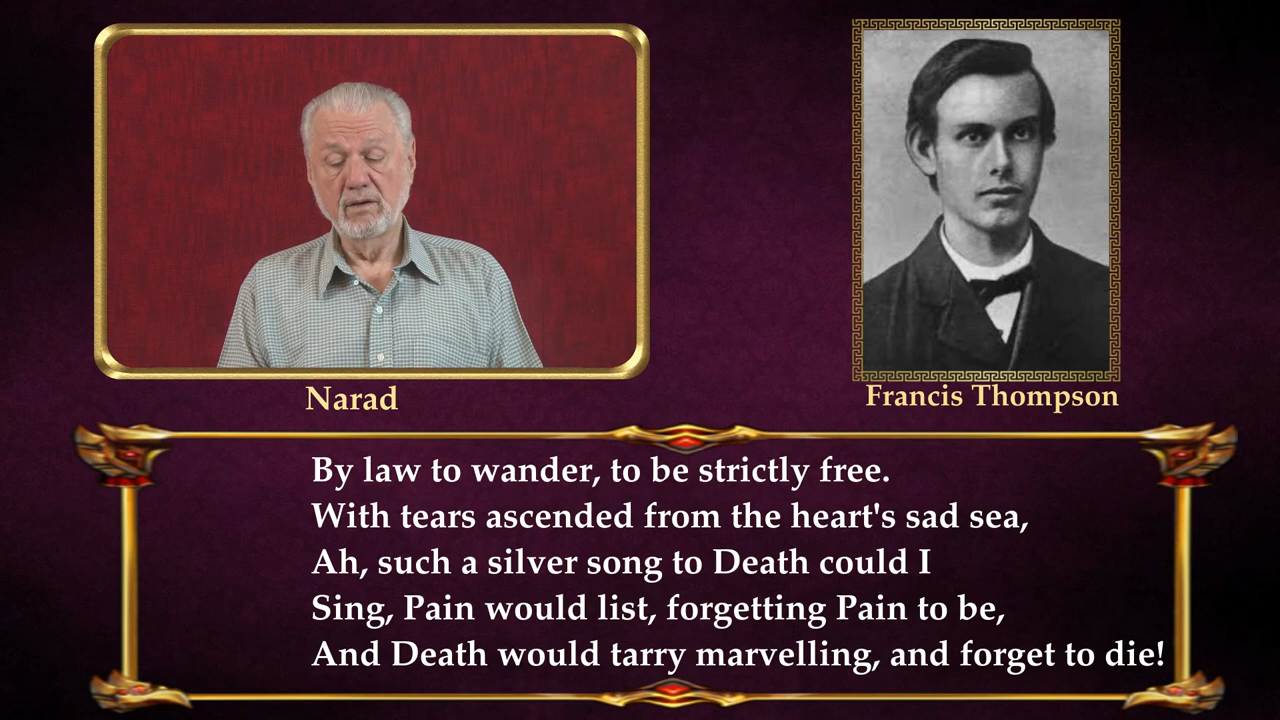 Narad
Francis Thompson
By law to wander, to be strictly free.
With tears ascended from the heart's sad sea,
Ah, such a silver song to Death could I
Sing, Pain would list, forgetting Pain to be,
And Death would tarry marvelling, and forget to die!